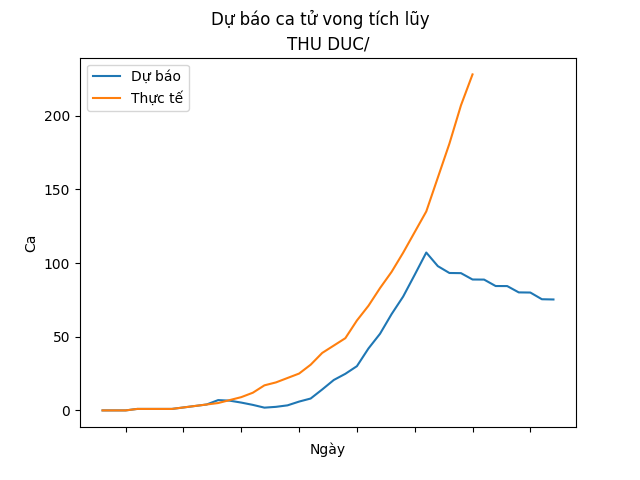 Dự báo ca tử vong tích lũy
THU DUC/
Dự báo
Thực tế
200
150
100
50
0
Ca
Ngày